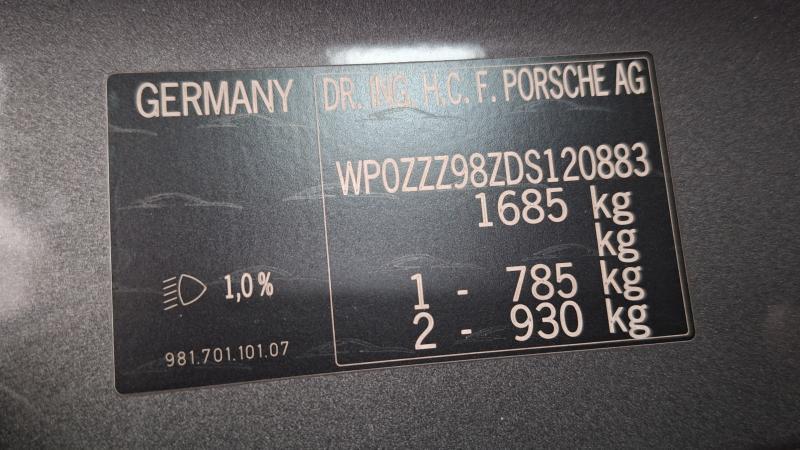 GERMANY
DR. ING. H.C. F. PORSCHE AG
WP0ZZZ98ZDS120883
1685 kg
kg
1 - 785 kg
2 - 930 kg
1,0%
981.701.101.07